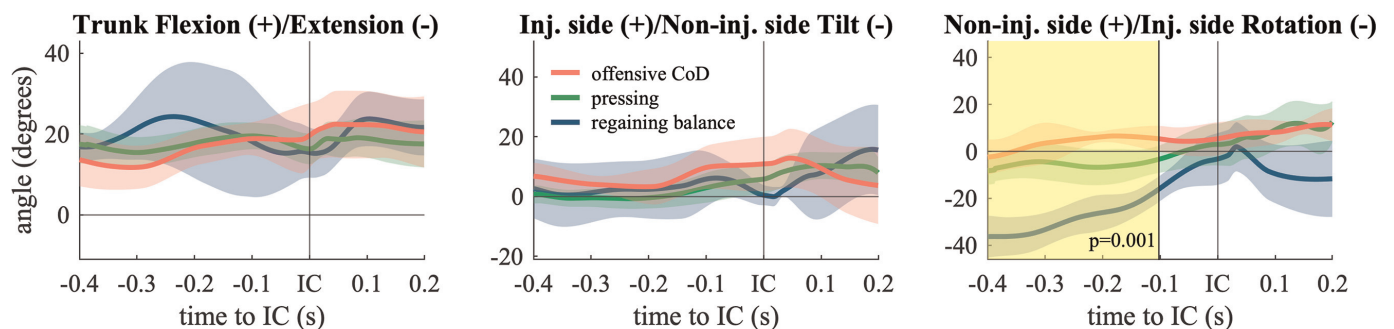 Trunk Flexion (+)/Extension (-)
Inj. side (+)/Non-inj. side Tilt (-)
Non-inj. side (+)/Inj. side Rotation (-)
angle (degrees)
40
20
0
-0.4 -0.3 -0.2 -0.1 IC 0.1 0.2
time to IC (s)
40
20
0
-20
offensive CoD
pressing
regaining balance
-0.4 -0.3 -0.2 -0.1 IC 0.1 0.2
time to IC (s)
40
20
0
-20
-40
p=0.001
-0.4 -0.3 -0.2 -0.1 IC 0.1 0.2
time to IC (s)